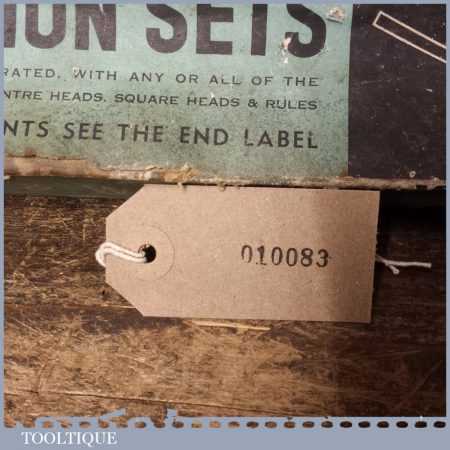 SETS
RATED, WITH ANY OR ALL OF THE
NTRE HEADS, SQUARE HEADS & RULES
NTS SEE THE END LABEL
010083
TOOLTIQUE